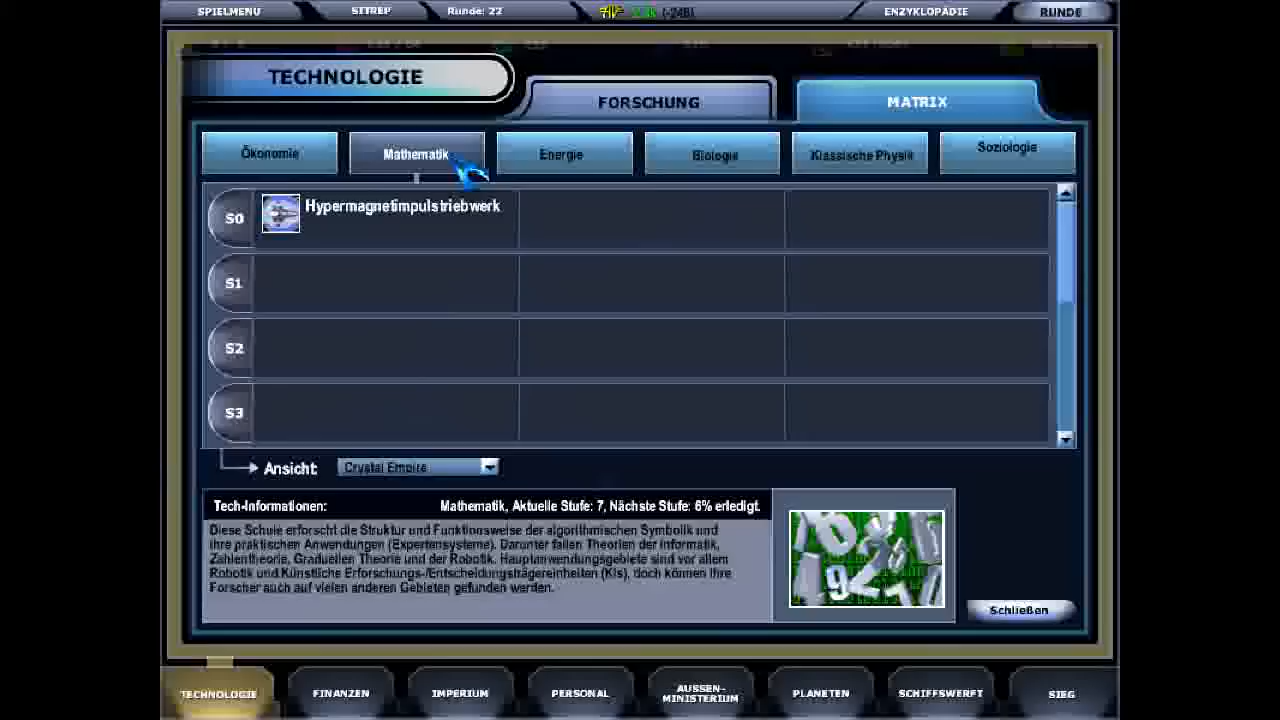 SPIELMENU
SITREP
Runde: 22
(-248)
ENZYKLOPÄDIE
RUNDE
TECHNOLOGIE
FORSCHUNG
MATRIX
Ökonomie
Mathematik
Energie
Biologie
Klassische Physik
Soziologie
S0
Hypermagnetimpulstriebwerk
S1
S2
S3
Ansicht:
Crystal Empire
Tech-Informationen:
Mathematik, Aktuelle Stufe: 7, Nächste Stufe: 6% erledigt.
Diese Schule erforscht die Struktur und Funktionsweise der algorithmischen Symbolik und
ihre praktischen Anwendungen (Expertensysteme). Darunter fallen Theorien der Informatik,
Zahlentheorie, Graduellen Theorie und der Robotik. Hauptanwendungsgebiete sind vor allem
Robotik und Künstliche Erforschungs-/Entscheidungsträgereinheiten (KIs), doch können Ihre
Forscher auch auf vielen anderen Gebieten gefunden werden.
Schließen
TECHNOLOGIE
FINANZEN
IMPERIUM
PERSONAL
AUSSEN-
MINISTERIUM
PLANETEN
SCHIFFSWERFT
SIEG